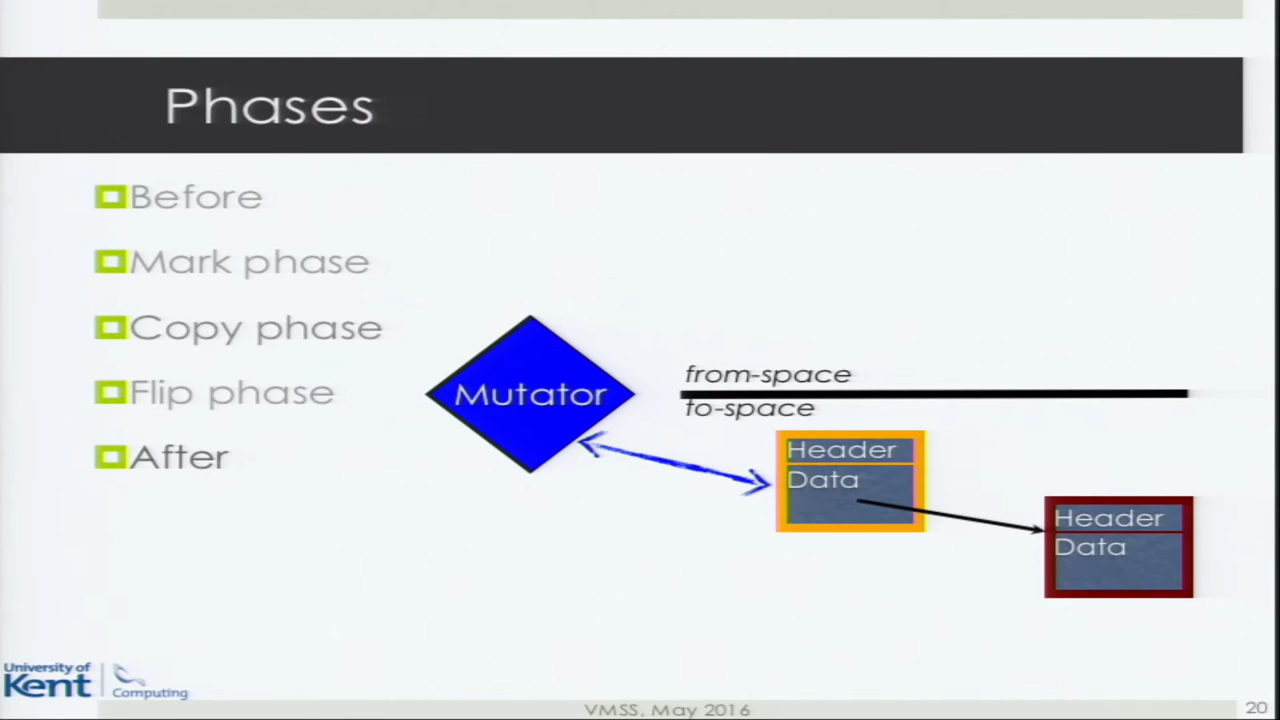 Phases
Before
Mark phase
Copy phase
Flip phase
After
Mutator
from-space
to-space
Header
Data
Header
Data
University of
Kent
Computing
VMSS, May 2016
20